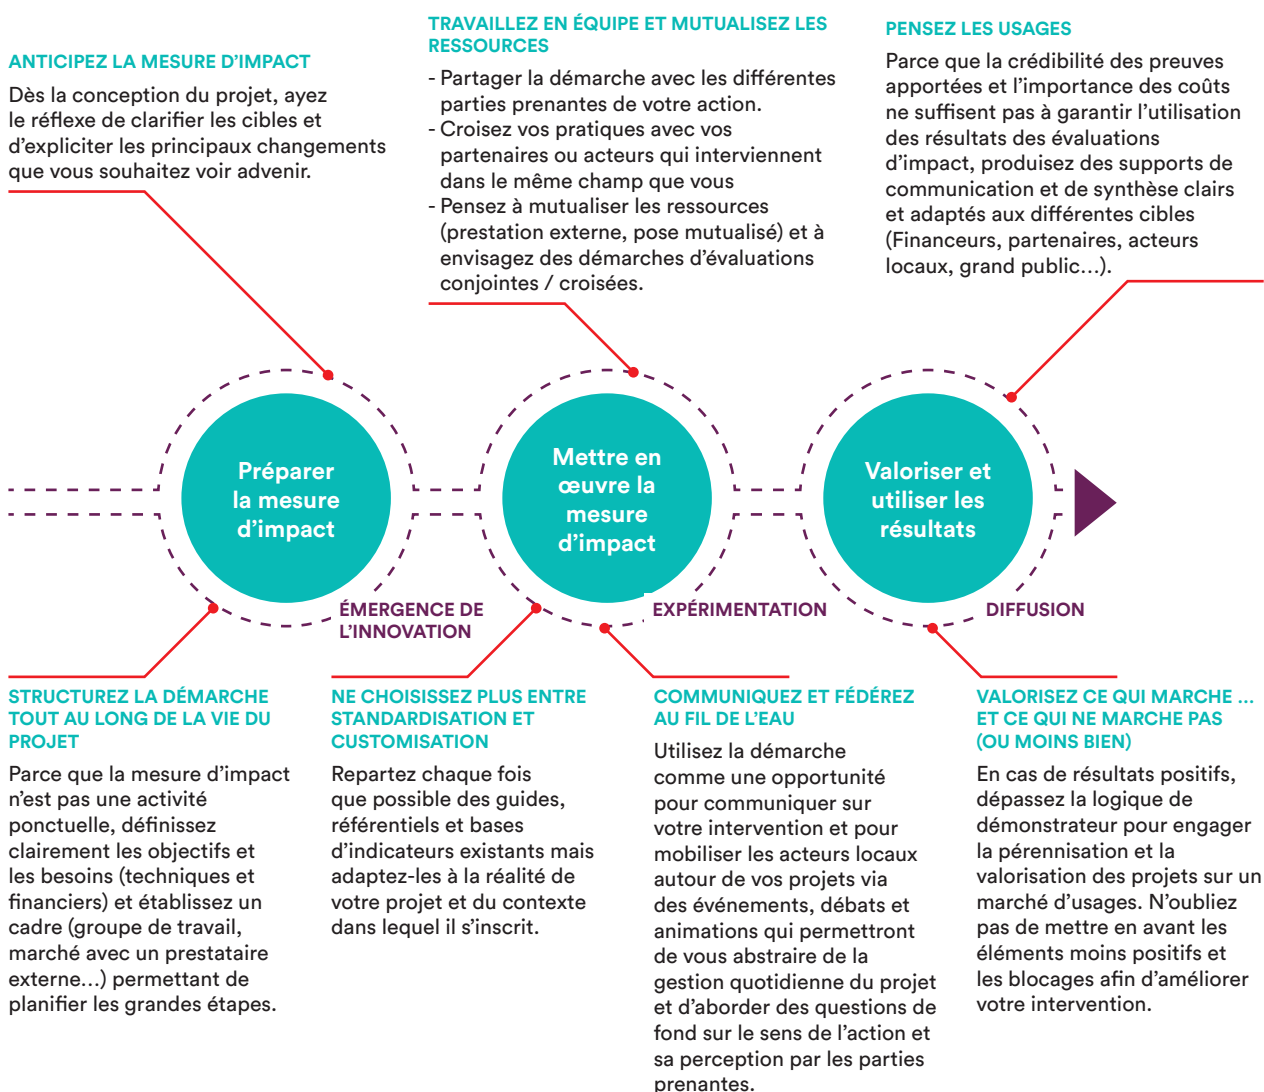 ANTICIPEZ LA MESURE D'IMPACT
Dès la conception du projet, ayez
le réflexe de clarifier les cibles et
d'expliciter les principaux changements
que vous souhaitez voir advenir.
TRAVAILLEZ EN ÉQUIPE ET MUTUALISEZ LES
RESSOURCES
- Partager la démarche avec les différentes
parties prenantes de votre action.
- Croisez vos pratiques avec vos
partenaires ou acteurs qui interviennent
dans le même champ que vous
- Pensez à mutualiser les ressources
(prestation externe, pose mutualisé) et à
envisagez des démarches d'évaluations
conjointes / croisées.
PENSEZ LES USAGES
Parce que la crédibilité des preuves
apportées et l'importance des coûts
ne suffisent pas à garantir l'utilisation
des résultats des évaluations
d'impact, produisez des supports de
communication et de synthèse clairs
et adaptés aux différentes cibles
(Financeurs, partenaires, acteurs
locaux, grand public…).
Préparer
la mesure
d'impact
Mettre en
œuvre la
mesure
d'impact
Valoriser et
utiliser les
résultats
ÉMERGENCE DE
L'INNOVATION
EXPÉRIMENTATION
DIFFUSION
STRUCTUREZ LA DÉMARCHE
TOUT AU LONG DE LA VIE DU
PROJET
Parce que la mesure d'impact
n'est pas une activité
ponctuelle, définissez
clairement les objectifs et
les besoins (techniques et
financiers) et établissez un
cadre (groupe de travail,
marché avec un prestataire
externe…) permettant de
planifier les grandes étapes.
NE CHOISISSEZ PLUS ENTRE
STANDARDISATION ET
CUSTOMISATION
Repartez chaque fois
que possible des guides,
référentiels et bases
d'indicateurs existants mais
adaptez-les à la réalité de
votre projet et du contexte
dans lequel il s'inscrit.
COMMUNIQUEZ ET FÉDÉREZ
AU FIL DE L'EAU
Utilisez la démarche
comme une opportunité
pour communiquer sur
votre intervention et pour
mobiliser les acteurs locaux
autour de vos projets via
des événements, débats et
animations qui permettront
de vous abstraire de la
gestion quotidienne du projet
et d'aborder des questions de
fond sur le sens de l'action et
sa perception par les parties
prenantes.
VALORISEZ CE QUI MARCHE …
ET CE QUI NE MARCHE PAS
(OU MOINS BIEN)
En cas de résultats positifs,
dépassez la logique de
démonstrateur pour engager
la pérennisation et la
valorisation des projets sur un
marché d'usages. N'oubliez
pas de mettre en avant les
éléments moins positifs et
les blocages afin d'améliorer
votre intervention.